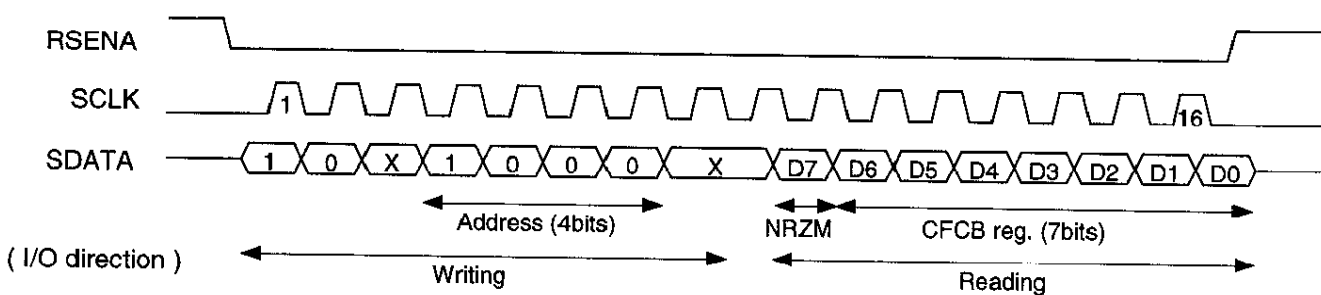 RSENA
SCLK 1 16
SDATA 1 0 X 1 0 0 0 X D7 D6 D5 D4 D3 D2 D1 D0
Address (4bits) NRZM CFCB reg. (7bits)
( I/O direction ) Writing Reading